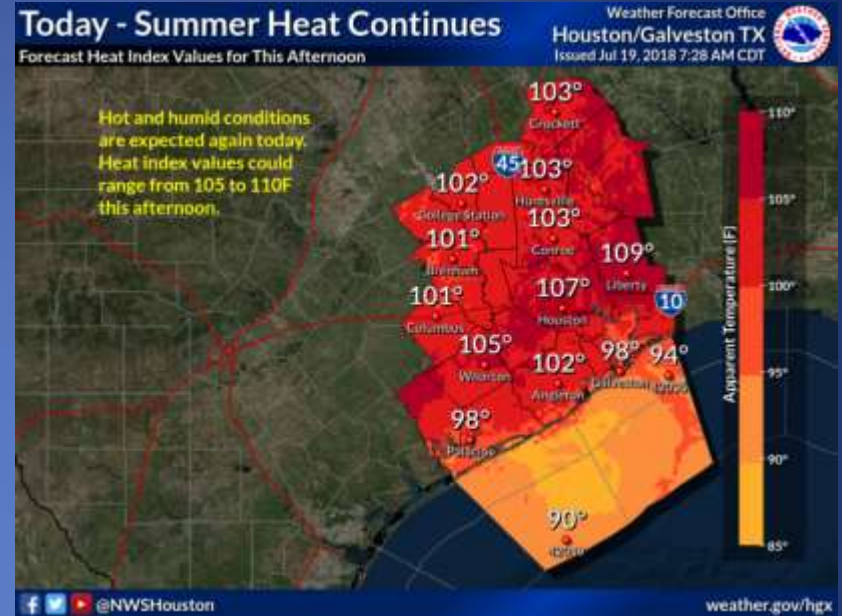 Today - Summer Heat Continues
Forecast Heat Index Values for This Afternoon
Weather Forecast Office
Houston/Galveston TX
Issued Jul 19, 2018 7:28 AM CDT
Hot and humid conditions
are expected again today.
Heat index values could
range from 105 to 110F
this afternoon.
103°
Crockett
45
103°
Huntsville
102°
College Station
103°
Conroe
101°
Brenham
109°
Liberty
101°
Columbus
107°
Houston
10
105°
Wharton
102°
Angleton
98°
Galveston
94°
98°
Palacios
90°
Apparent Temperature (F)
110°
105°
100°
95°
90°
85°
@NWSHouston
weather.gov/hgx